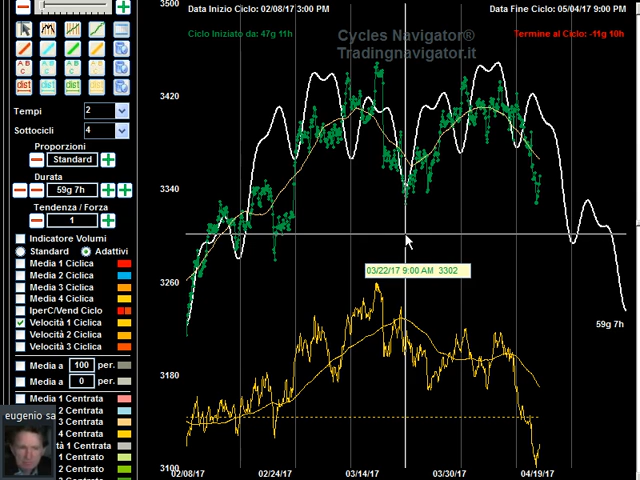 3500
Data Inizio Ciclo: 02/08/17 3:00 PM
Data Fine Ciclo: 05/04/17 9:00 PM
Ciclo Iniziato da: 47g 11h
Cycles Navigator®
Tradingnavigator.it
Termine al Ciclo: -11g 10h
A B C
A B C
A B C
dist
dist
dist
dist
Tempi
2
Sottocicli
4
Proporzioni
Standard
Durata
59g 7h
Tendenza / Forza
1
Indicatore Volumi
Standard
Adattivi
Media 1 Ciclica
Media 2 Ciclica
Media 3 Ciclica
Media 4 Ciclica
IperC/Vend Ciclo
Velocità 1 Ciclica
Velocità 2 Ciclica
Velocità 3 Ciclica
Media a 100 per.
Media a 0 per.
Media 1 Centrata
2 Centrata
3 Centrata
4 Centrata
tà 1 Centrata
1 Centrato
2 Centrato
eugenio sa
3420
3340
3260
3180
3100
03/22/17 9:00 AM 3302
59g 7h
02/08/17
02/24/17
03/14/17
03/30/17
04/19/17